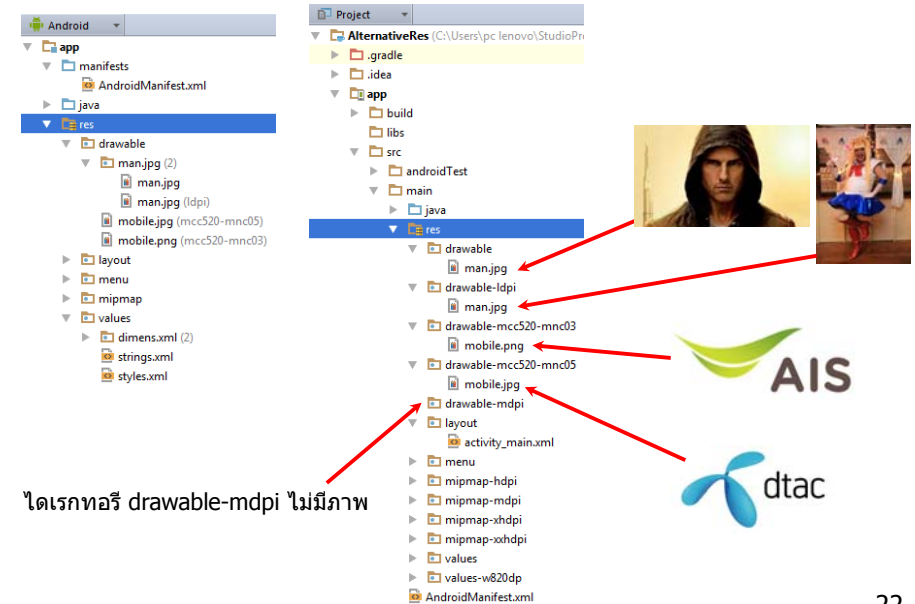 Android
app
manifests
AndroidManifest.xml
java
res
drawable
man.jpg (2)
man.jpg
man.jpg (ldpi)
mobile.jpg (mcc520-mnc05)
mobile.png (mcc520-mnc03)
layout
menu
mipmap
values
dimens.xml (2)
strings.xml
styles.xml
Project
AlternativeRes (C:\Users\pc lenovo\StudioPr
.gradle
.idea
app
build
libs
src
androidTest
main
java
res
drawable
man.jpg
drawable-ldpi
man.jpg
drawable-mcc520-mnc03
mobile.png
drawable-mcc520-mnc05
mobile.jpg
drawable-mdpi
layout
activity_main.xml
menu
mipmap-hdpi
mipmap-mdpi
mipmap-xhdpi
mipmap-xxhdpi
values
values-w820dp
AndroidManifest.xml
AIS
dtac
ไดเรกทอรี drawable-mdpi ไม่มีภาพ
22